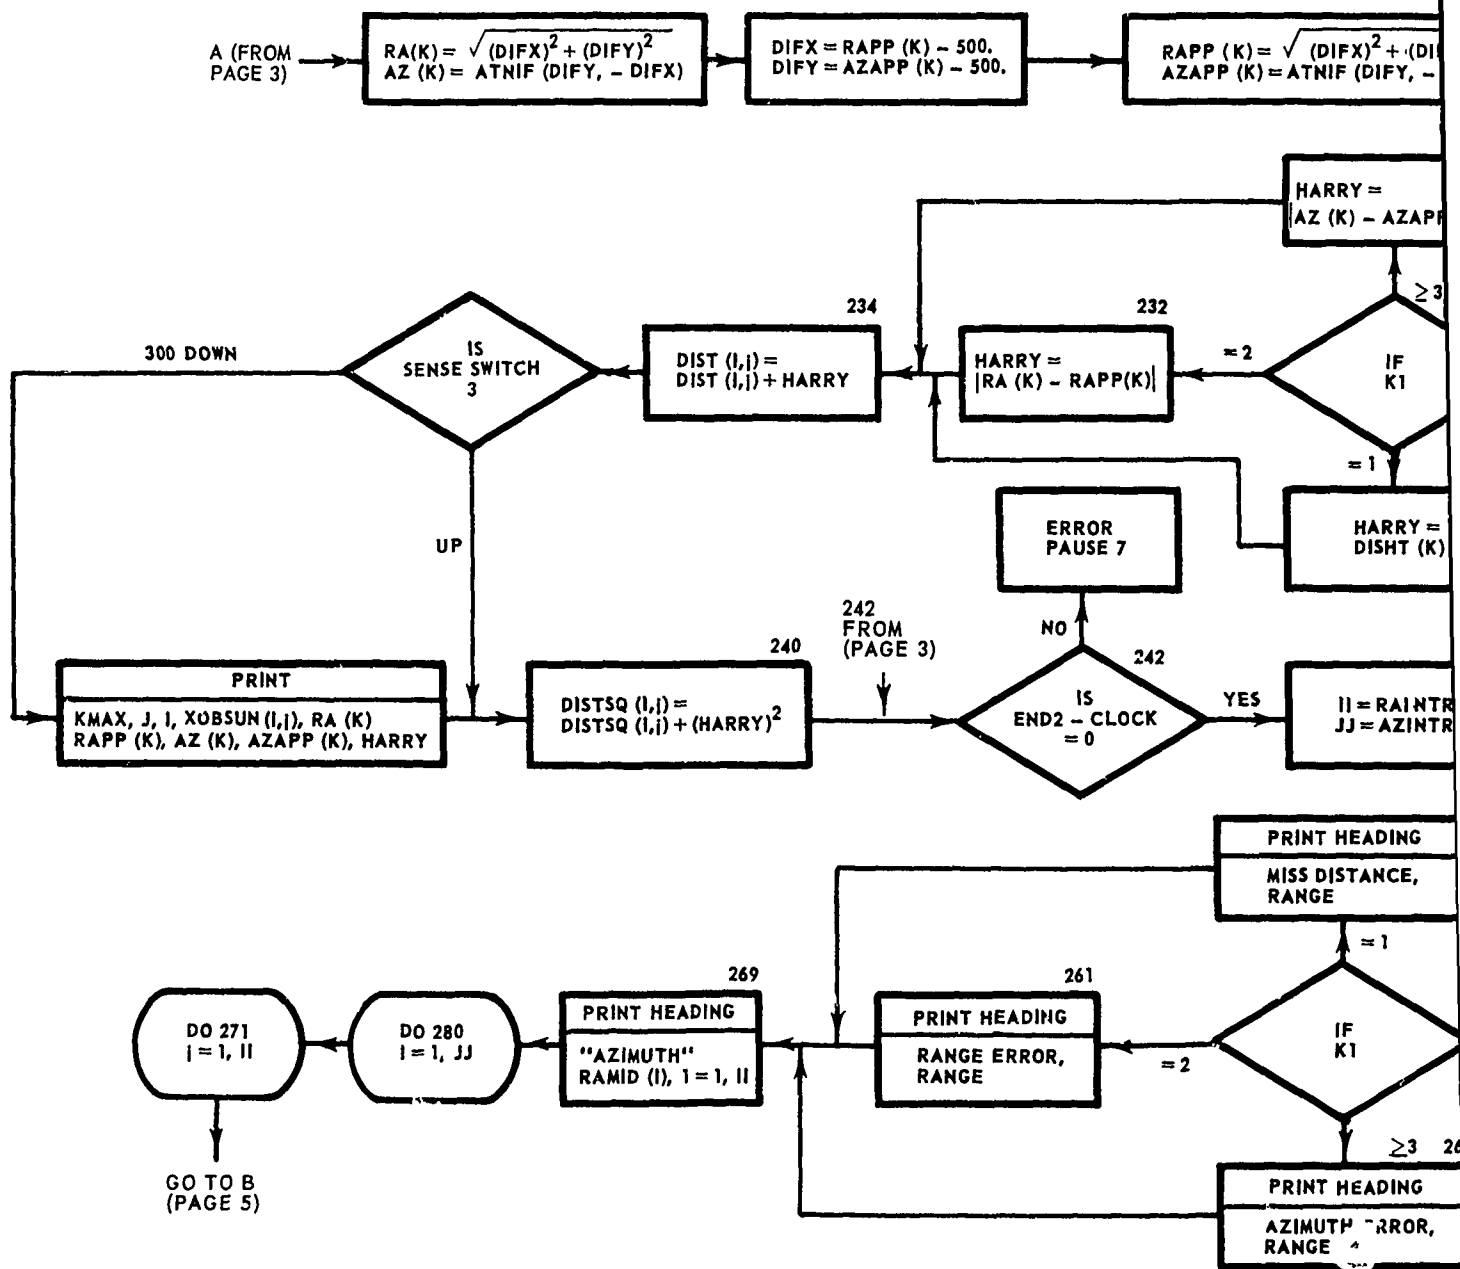 A (FROM
PAGE 3)
RA(K) = √(DIFX)² + (DIFY)²
AZ (K) = ATNIF (DIFY, – DIFX)
DIFX = RAPP (K) – 500.
DIFY = AZAPP (K) – 500.
RAPP (K) = √(DIFX)² + (DI
AZAPP (K) = ATNIF (DIFY, –
HARRY =
|AZ (K) – AZAPP
≥3
IF
K1
=2
=1
232
HARRY =
|RA (K) – RAPP(K)|
HARRY =
DISHT (K)
234
DIST (I,j) =
DIST (I,j) + HARRY
IS
SENSE SWITCH
3
300 DOWN
UP
PRINT
KMAX, J, I, XOBSUN (I,j), RA (K)
RAPP (K), AZ (K), AZAPP (K), HARRY
240
DISTSQ (I,j) =
DISTSQ (I,j) + (HARRY)²
242
FROM
(PAGE 3)
ERROR
PAUSE 7
NO
242
IS
END2 – CLOCK
= 0
YES
II = RAINTR
JJ = AZINTR
PRINT HEADING
MISS DISTANCE,
RANGE
= 1
IF
K1
=2
≥3
26
261
PRINT HEADING
RANGE ERROR,
RANGE
PRINT HEADING
AZIMUTH ERROR,
RANGE
269
PRINT HEADING
"AZIMUTH"
RAMID (I), I = 1, II
DO 280
I = 1, JJ
DO 271
j = 1, II
GO TO B
(PAGE 5)